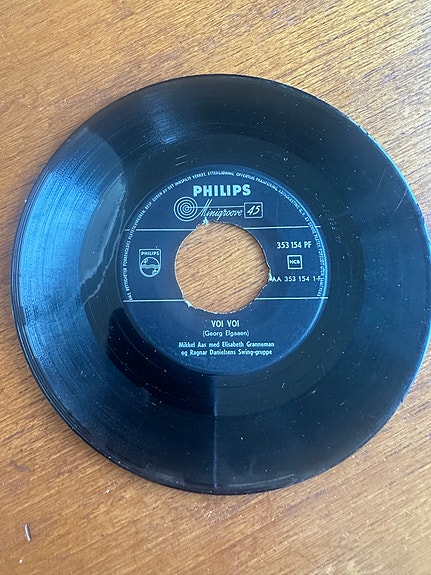 PHILIPS
Minigroove 45
353 154 PF
PHILIPS
NCB
AA 353 154 1 F
VOI VOI
(Georg Elgaaen)
Mikkel Aas med Elisabeth Granneman
og Ragnar Danielsens Swing-gruppe